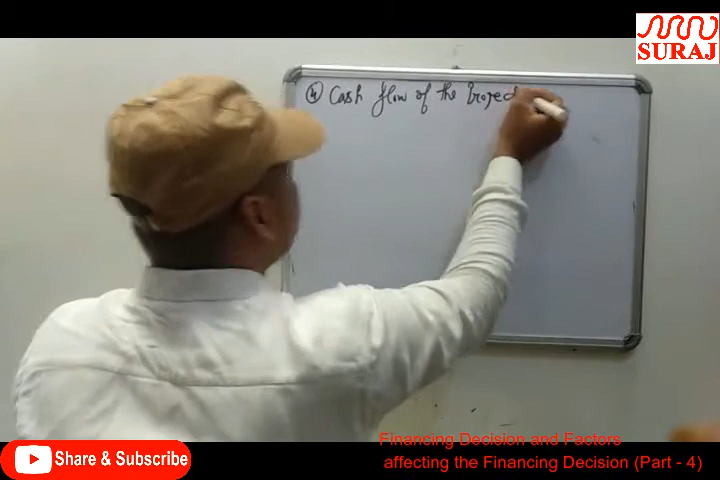 SURAJ
④ Cash flow of the Project
Share & Subscribe
Financing Decision and Factors
affecting the Financing Decision (Part - 4)